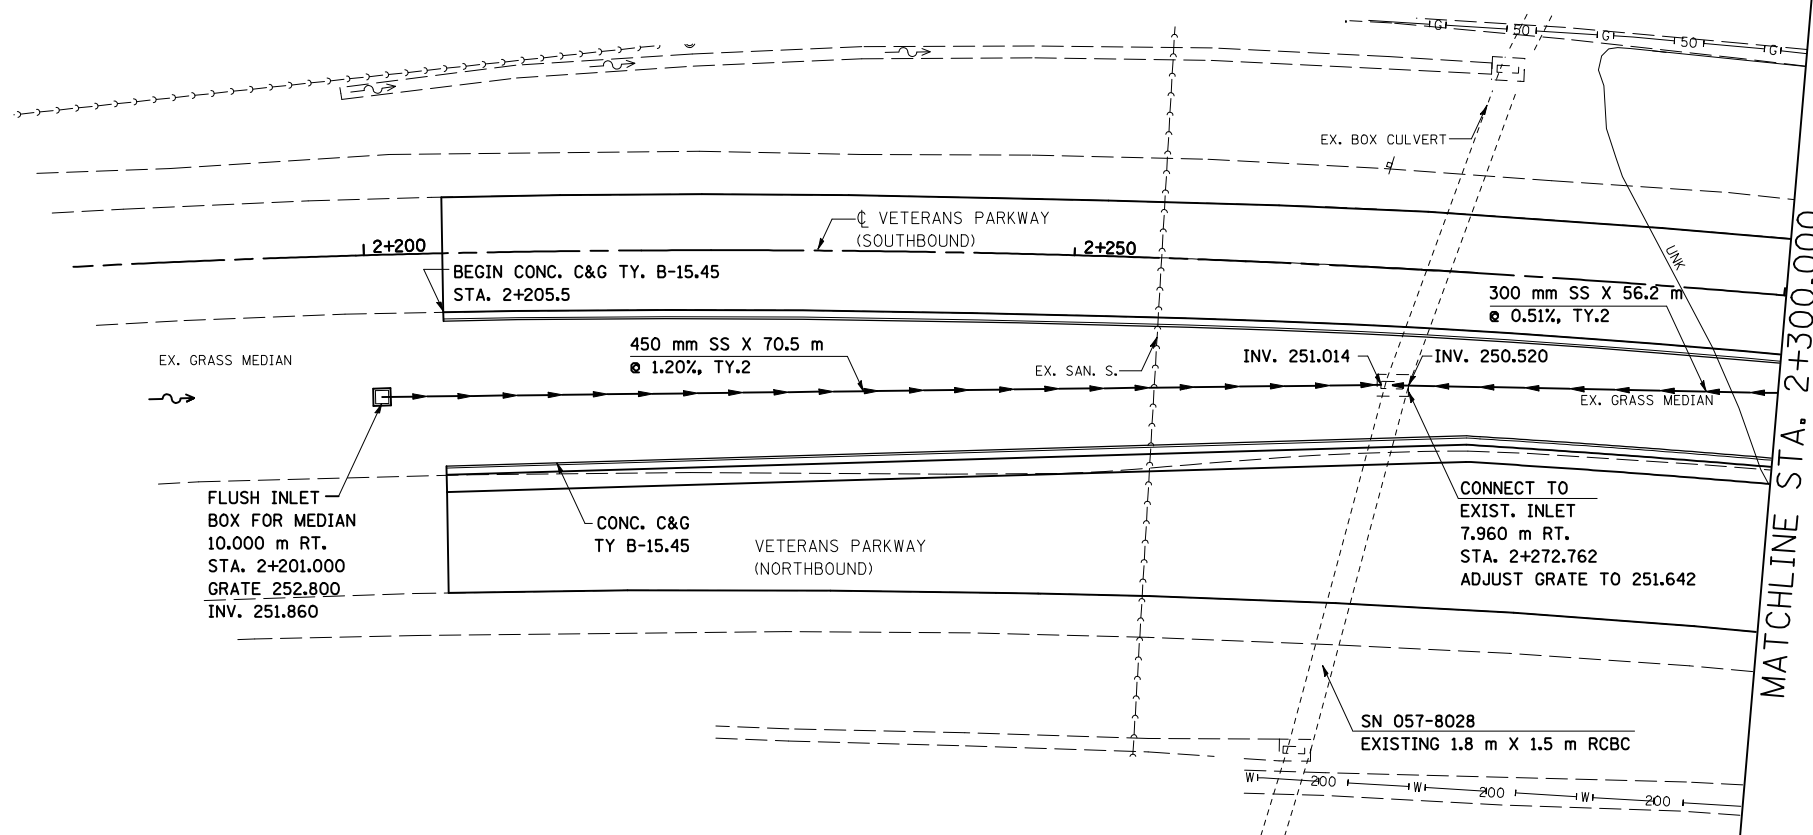 G
50
G
50
G
EX. BOX CULVERT
℄ VETERANS PARKWAY
(SOUTHBOUND)
2+200
2+250
BEGIN CONC. C&G TY. B-15.45
STA. 2+205.5
UNK
300 mm SS X 56.2 m
@ 0.51%, TY.2
450 mm SS X 70.5 m
@ 1.20%, TY.2
EX. GRASS MEDIAN
EX. SAN. S.
INV. 251.014
INV. 250.520
EX. GRASS MEDIAN
FLUSH INLET
BOX FOR MEDIAN
10.000 m RT.
STA. 2+201.000
GRATE 252.800
INV. 251.860
CONC. C&G
TY B-15.45
VETERANS PARKWAY
(NORTHBOUND)
CONNECT TO
EXIST. INLET
7.960 m RT.
STA. 2+272.762
ADJUST GRATE TO 251.642
SN 057-8028
EXISTING 1.8 m X 1.5 m RCBC
W
200
W
200
W
200
MATCHLINE STA. 2+300.000